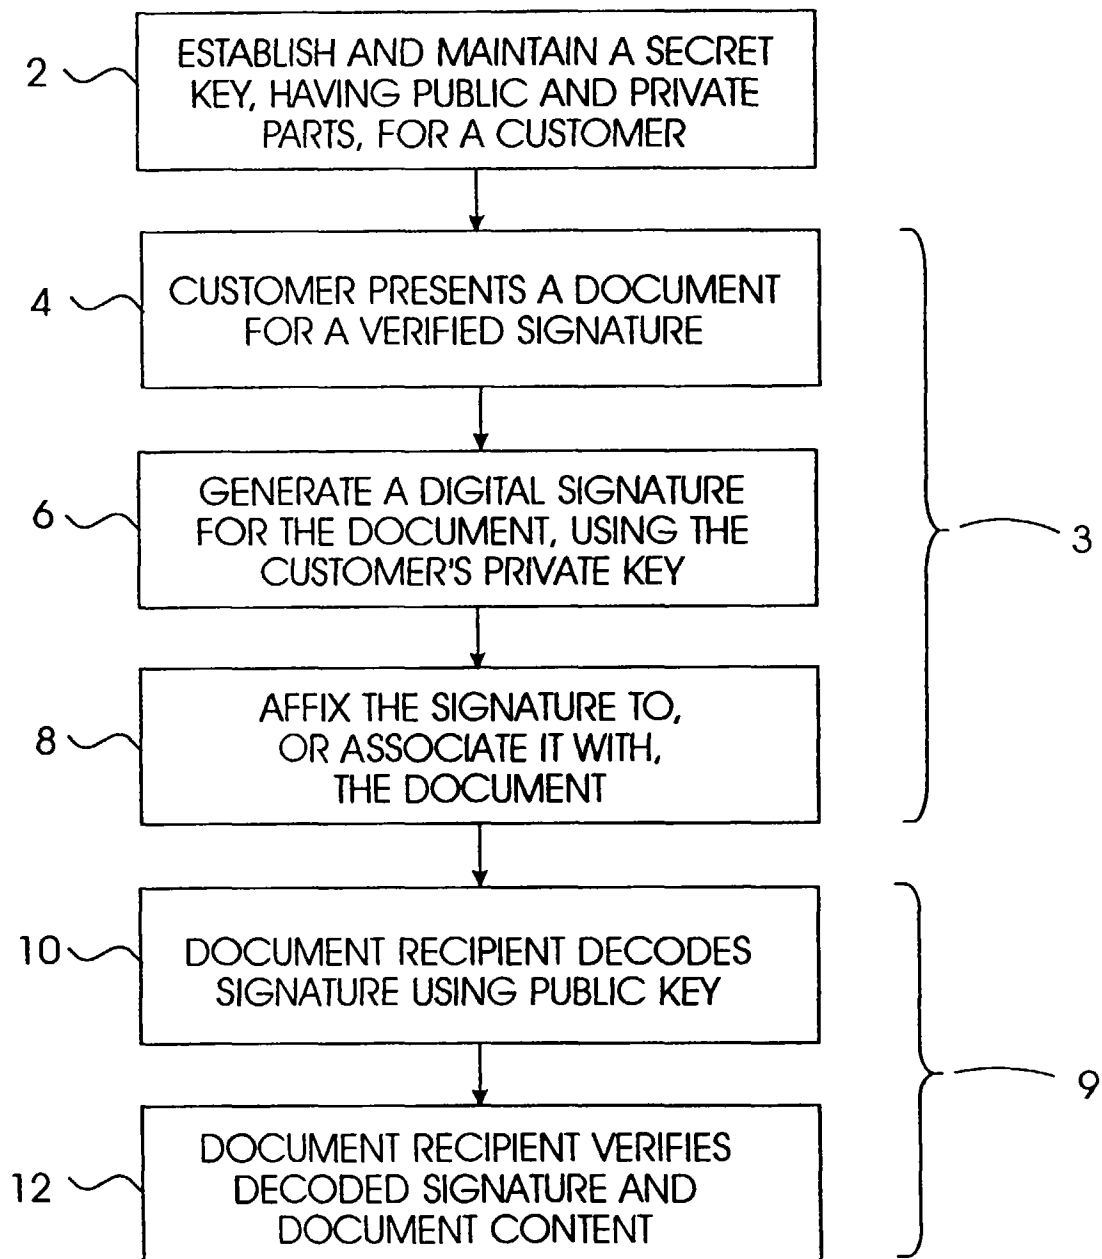 2
ESTABLISH AND MAINTAIN A SECRET
KEY, HAVING PUBLIC AND PRIVATE
PARTS, FOR A CUSTOMER
4
CUSTOMER PRESENTS A DOCUMENT
FOR A VERIFIED SIGNATURE
6
GENERATE A DIGITAL SIGNATURE
FOR THE DOCUMENT, USING THE
CUSTOMER'S PRIVATE KEY
3
8
AFFIX THE SIGNATURE TO,
OR ASSOCIATE IT WITH,
THE DOCUMENT
10
DOCUMENT RECIPIENT DECODES
SIGNATURE USING PUBLIC KEY
9
12
DOCUMENT RECIPIENT VERIFIES
DECODED SIGNATURE AND
DOCUMENT CONTENT